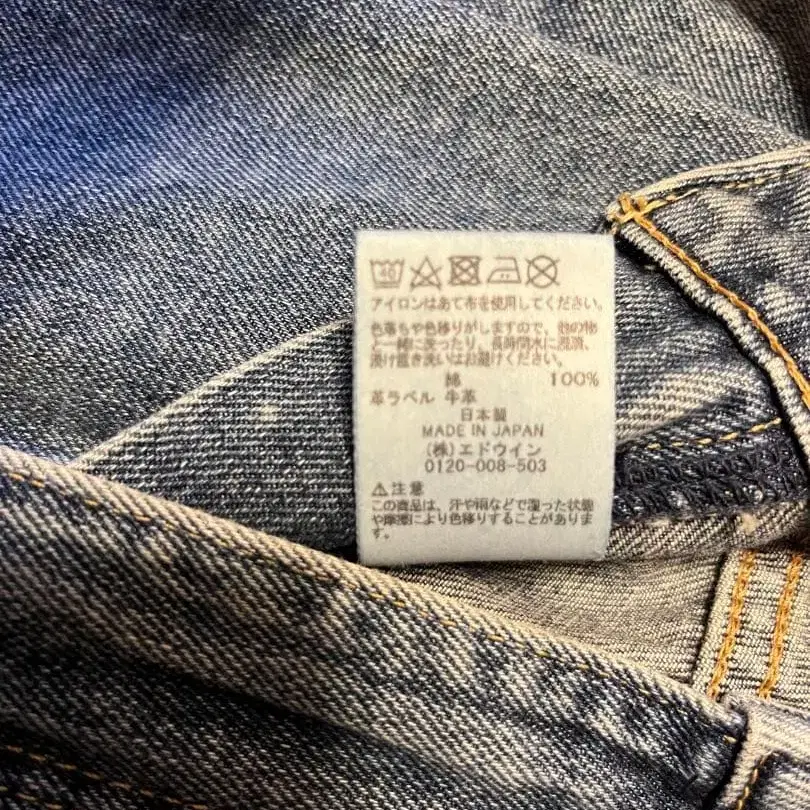 40
アイロンはあて布を使用してください。
色落ちや色移りがしますので、他の物
と一緒に洗ったり、長時間水に浸漬、
浸け置き洗いはお避けください。
綿 100%
革ラベル 牛革
日本製
MADE IN JAPAN
(株)エドウイン
0120-008-503
⚠注意
この商品は、汗や雨などで湿った状態
や摩擦により色移りすることがありま
す。